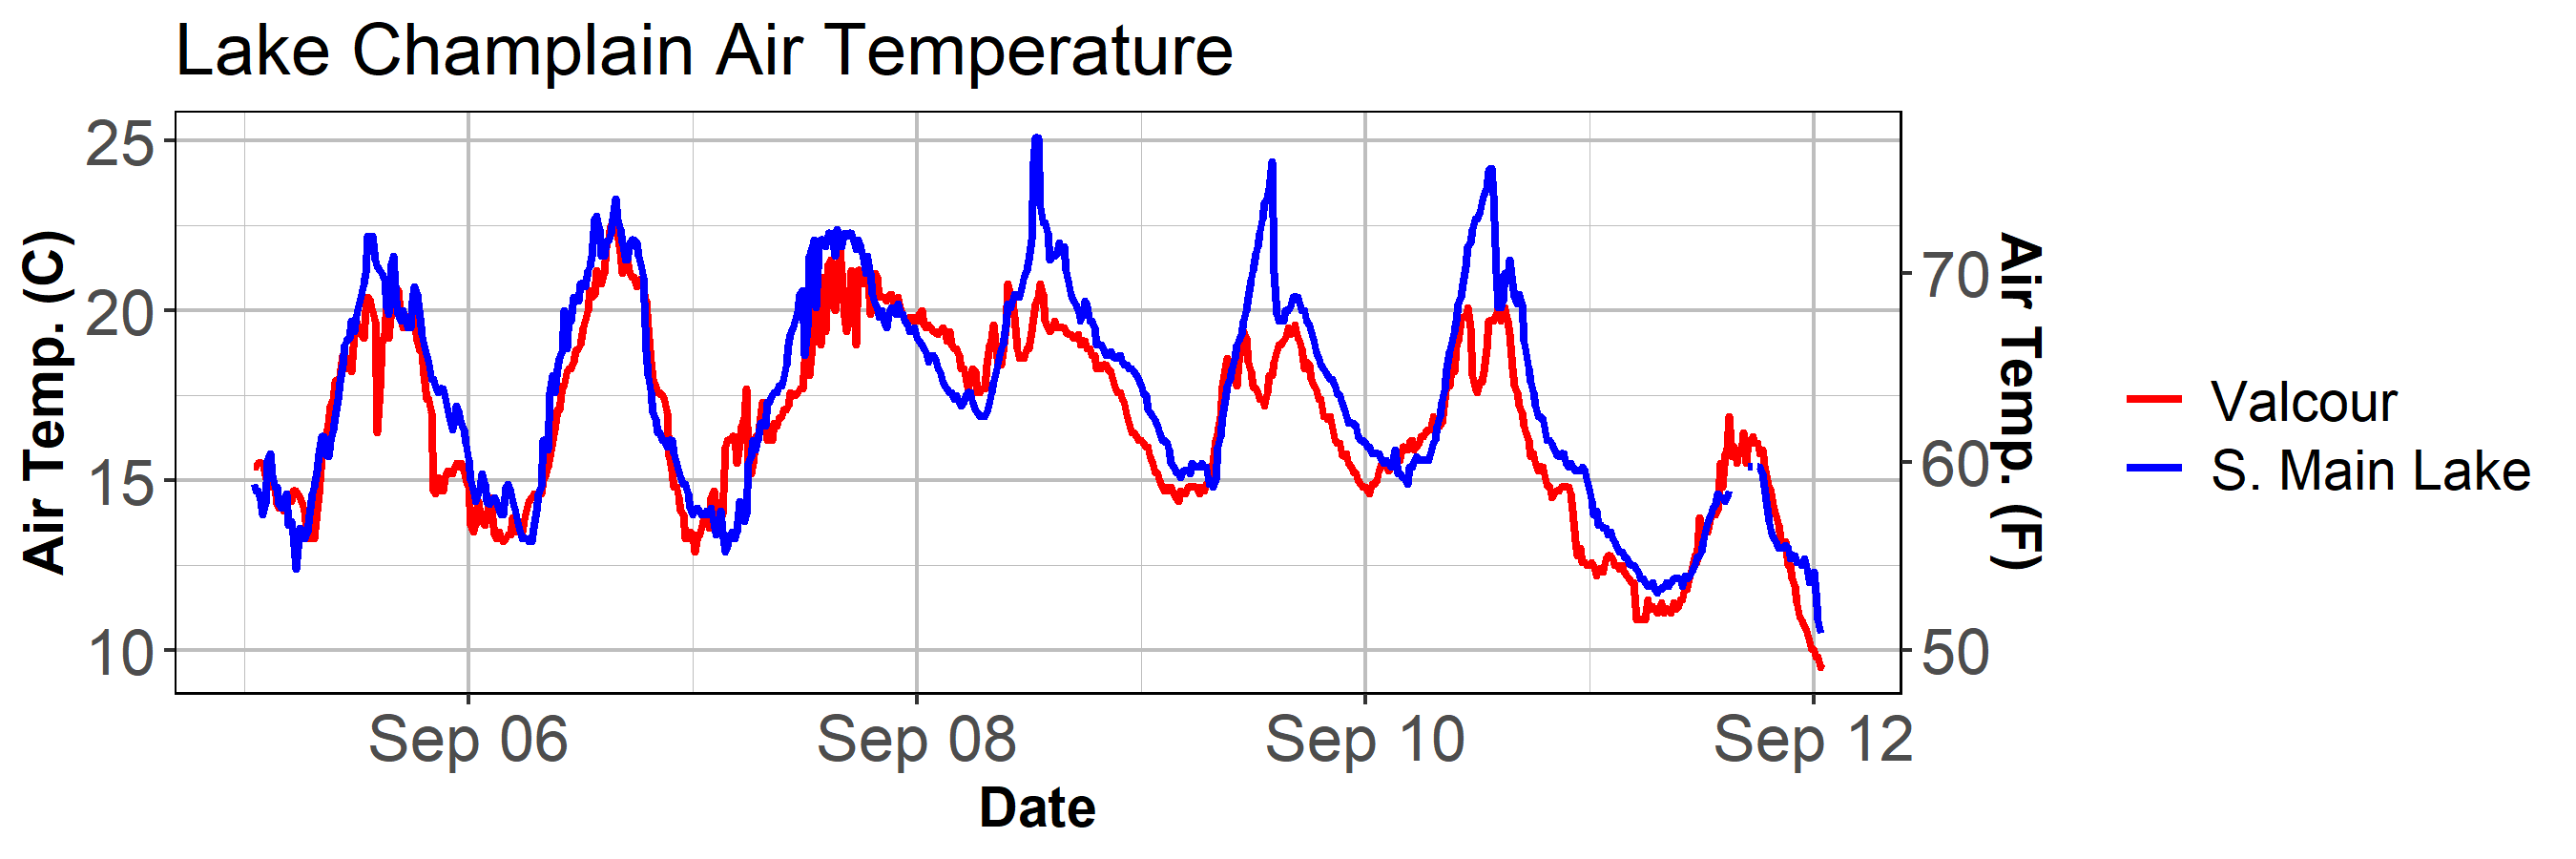 Lake Champlain Air Temperature
Air Temp. (C)
25
20
15
10
Air Temp. (F)
70
60
50
Sep 06
Sep 08
Sep 10
Sep 12
Date
Valcour
S. Main Lake